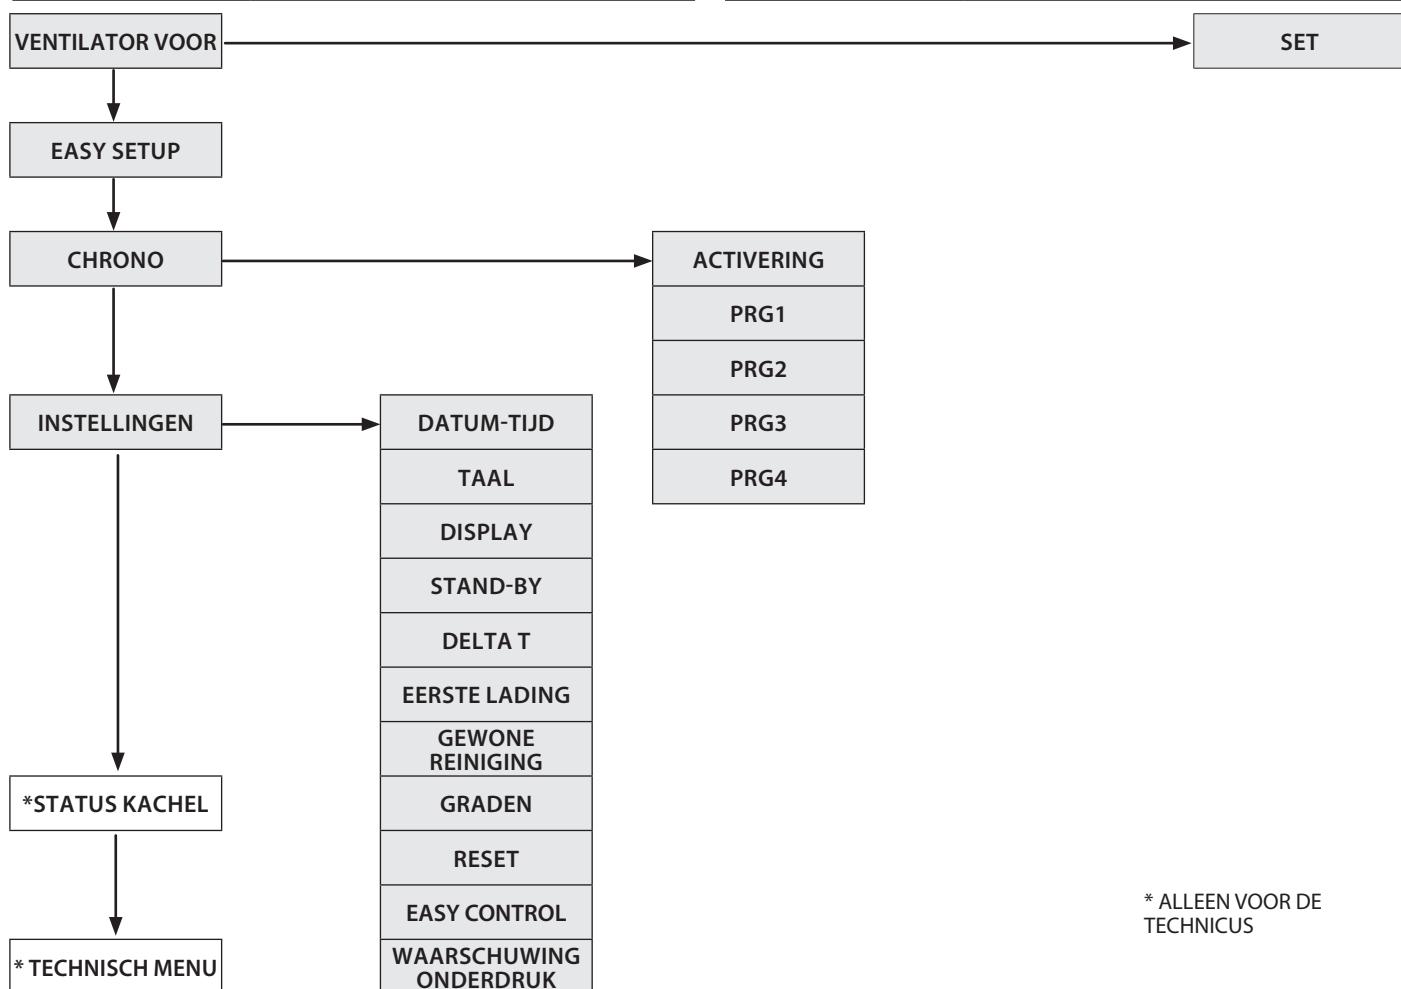 VENTILATOR VOOR
SET
EASY SETUP
CHRONO
ACTIVERING
PRG1
PRG2
PRG3
PRG4
INSTELLINGEN
DATUM-TIJD
TAAL
DISPLAY
STAND-BY
DELTA T
EERSTE LADING
GEWONE
REINIGING
GRADEN
RESET
EASY CONTROL
WAARSCHUWING
ONDERDRUK
*STATUS KACHEL
* TECHNISCH MENU
* ALLEEN VOOR DE
TECHNICUS